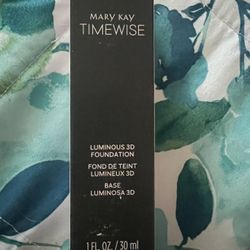 MARY KAY
TIMEWISE
LUMINOUS 3D
FOUNDATION
FOND DE TEINT
LUMINEUX 3D
BASE
LUMINOSA 3D
1 FL. OZ. / 30 ml